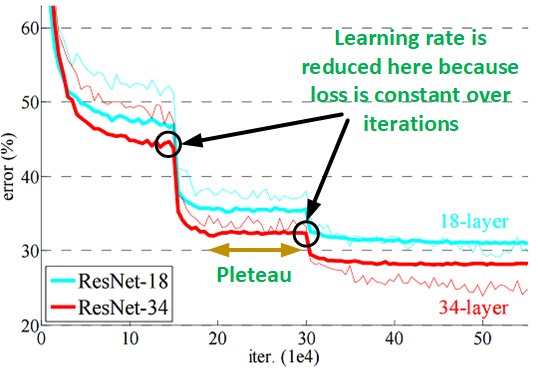 Learning rate is
reduced here because
loss is constant over
iterations
60
50
40
30
20
error (%)
18-layer
34-layer
Pleteau
ResNet-18
ResNet-34
0
10
20
30
40
50
iter. (1e4)